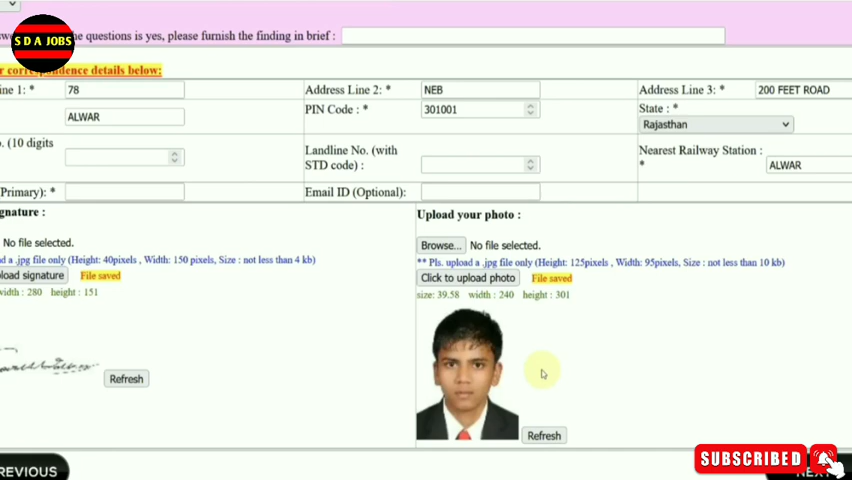 S D A JOBS
the questions is yes, please furnish the finding in brief :
correspondence details below:
ine 1: * 78 Address Line 2: * NEB Address Line 3: * 200 FEET ROAD
ALWAR PIN Code : * 301001 State : *
Rajasthan
o. (10 digits Landline No. (with STD code) : Nearest Railway Station : * ALWAR
Primary): * Email ID (Optional):
gnature : Upload your photo :
No file selected. Browse... No file selected.
d a .jpg file only (Height: 40pixels , Width: 150 pixels, Size : not less than 4 kb) ** Pls. upload a .jpg file only (Height: 125pixels , Width: 95pixels, Size : not less than 10 kb)
load signature File saved Click to upload photo File saved
width : 280 height : 151 size: 39.58 width : 240 height : 301
Refresh
Refresh
SUBSCRIBED
REVIOUS NEXT